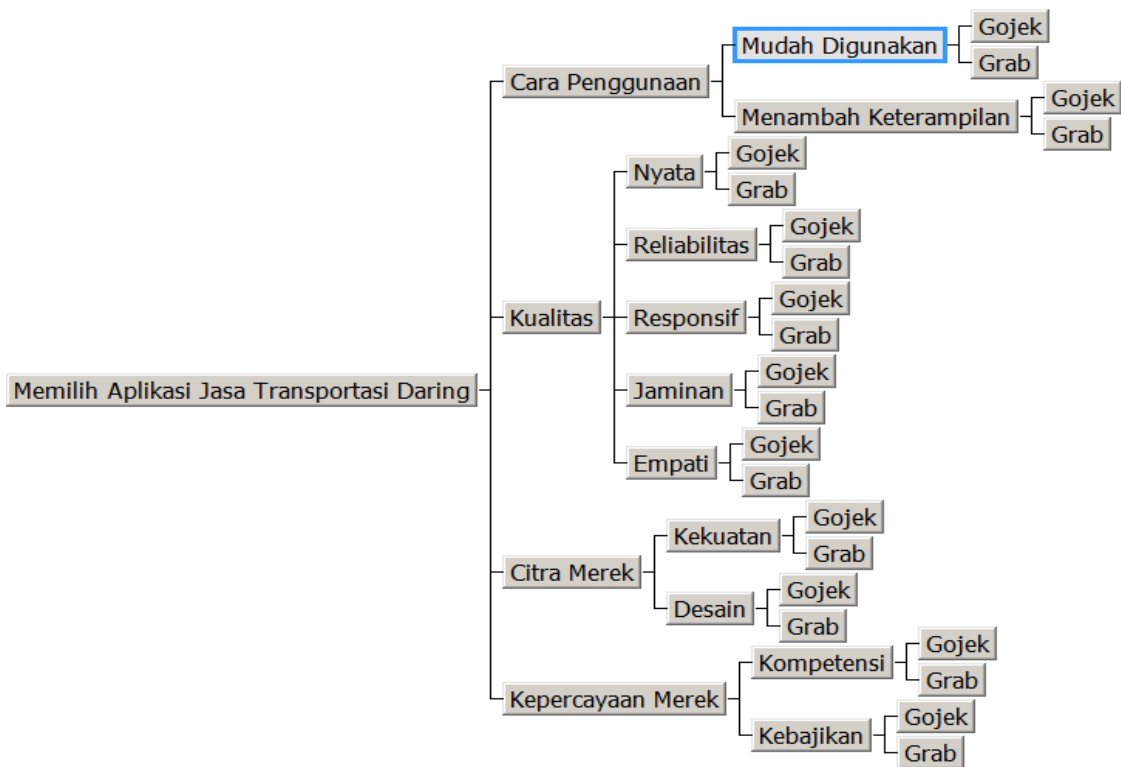 Memilih Aplikasi Jasa Transportasi Daring
Cara Penggunaan
Mudah Digunakan
Gojek
Grab
Menambah Keterampilan
Gojek
Grab
Kualitas
Nyata
Gojek
Grab
Reliabilitas
Gojek
Grab
Responsif
Gojek
Grab
Jaminan
Gojek
Grab
Empati
Gojek
Grab
Citra Merek
Kekuatan
Gojek
Grab
Desain
Gojek
Grab
Kepercayaan Merek
Kompetensi
Gojek
Grab
Kebajikan
Gojek
Grab